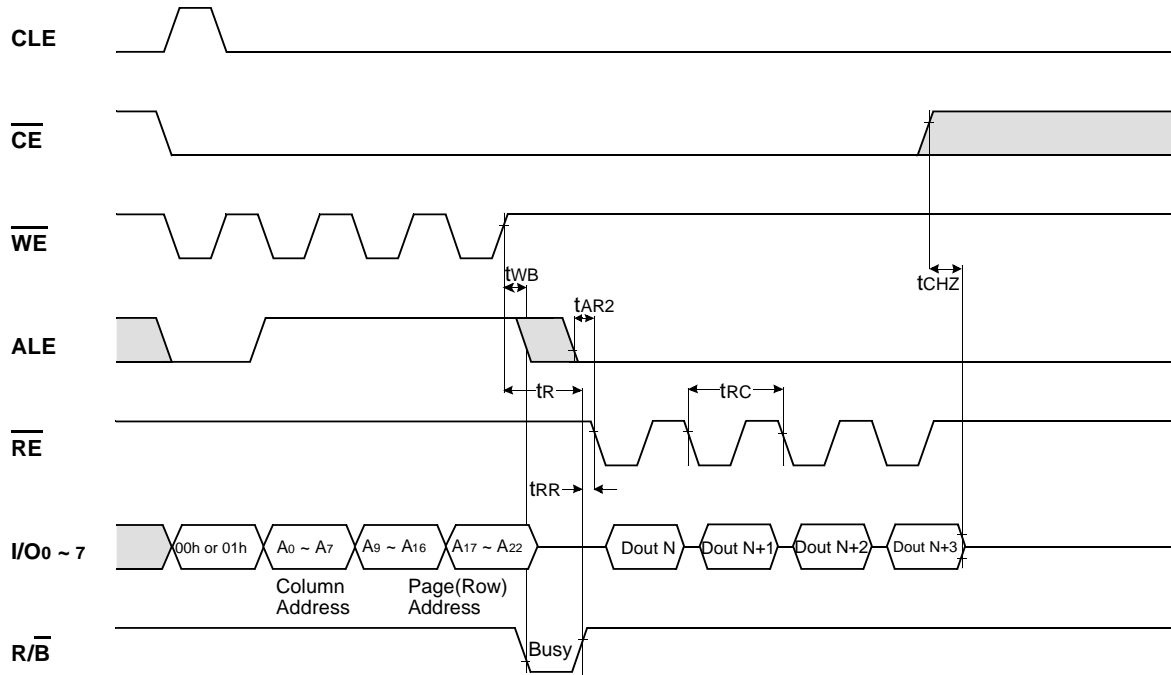 CLE
CE
WE
tWB
tCHZ
tAR2
ALE
tR
tRC
RE
tRR
I/O0 ~ 7
00h or 01h
A0 ~ A7
A9 ~ A16
A17 ~ A22
Dout N
Dout N+1
Dout N+2
Dout N+3
Column
Address
Page(Row)
Address
R/B
Busy